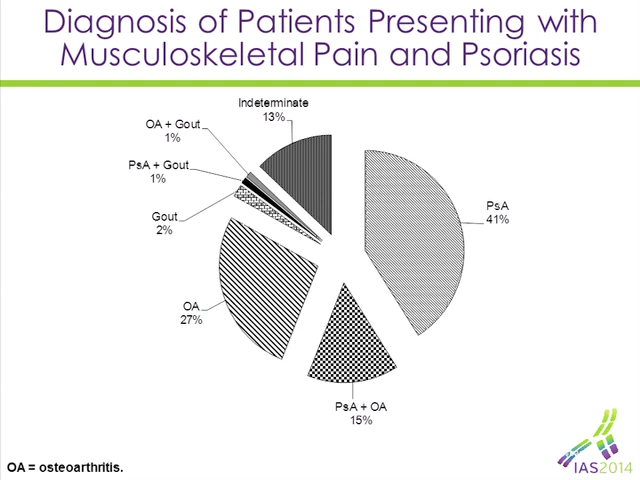 Diagnosis of Patients Presenting with
Musculoskeletal Pain and Psoriasis
Indeterminate
13%
OA + Gout
1%
PsA + Gout
1%
Gout
2%
OA
27%
PsA + OA
15%
PsA
41%
OA = osteoarthritis.
IAS2014